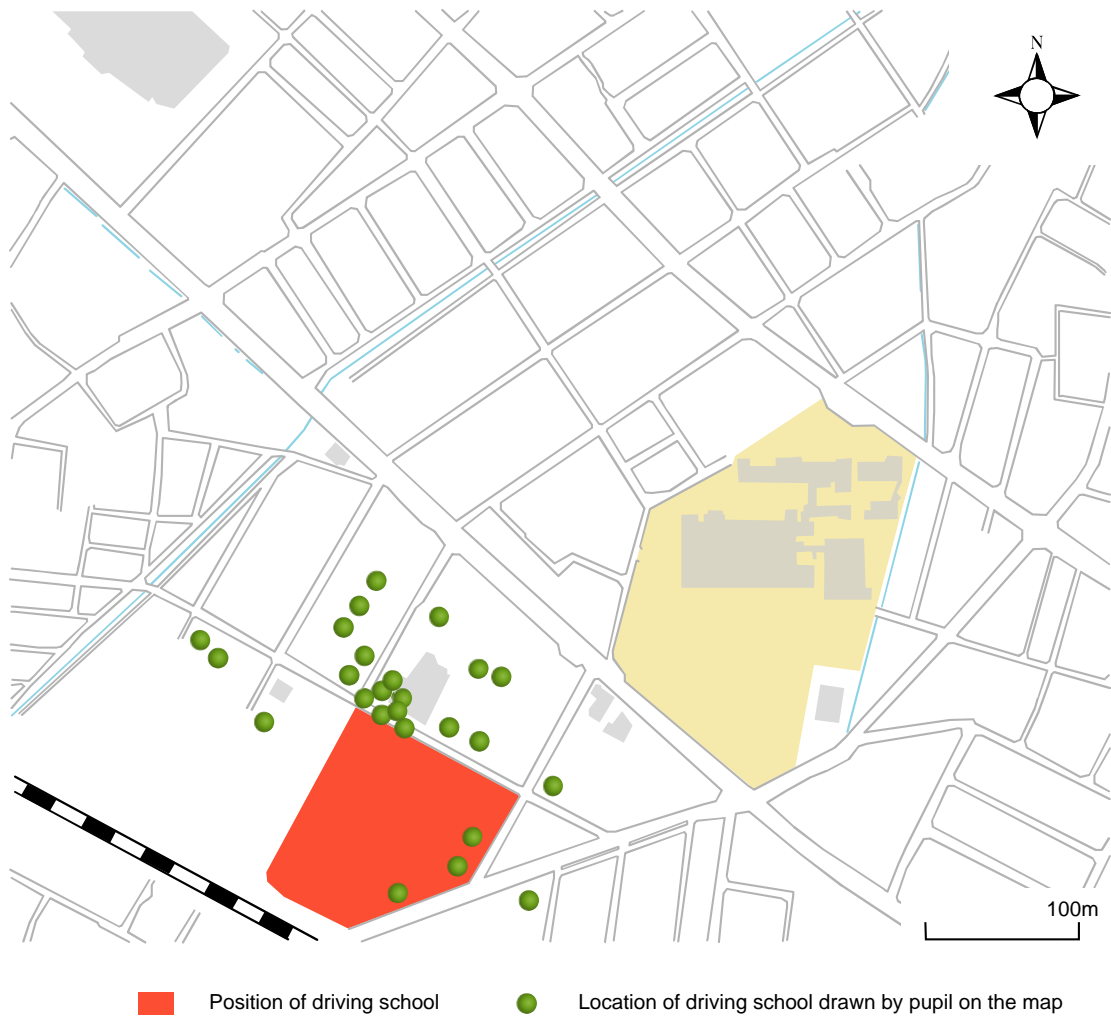 N
100m
Position of driving school
Location of driving school drawn by pupil on the map